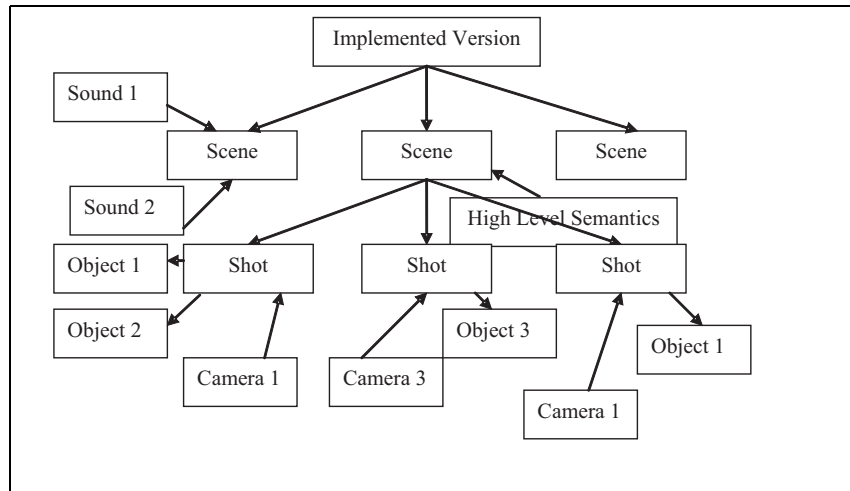 Implemented Version
Sound 1
Scene
Scene
Scene
Sound 2
High Level Semantics
Object 1
Shot
Shot
Shot
Object 2
Object 3
Object 1
Camera 1
Camera 3
Camera 1